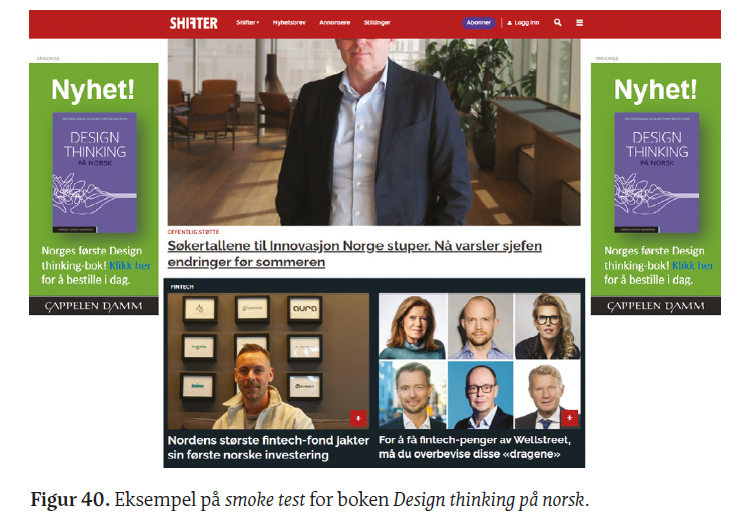 SHIFTER
Shifter
Nyhetsbrev
Annonsere
Stillinger
Abonner
Logg inn
ANNONSE
Nyhet!
DESIGN
THINKING
PÅ NORSK
Norges første Design
thinking-bok! Klikk her
for å bestille i dag.
CAPPELEN DAMM
OFFENTLIG STØTTE
Søkertallene til Innovasjon Norge stuper. Nå varsler sjefen
endringer før sommeren
FINTECH
aura
Nordens største fintech-fond jakter
sin første norske investering
For å få fintech-penger av Wellstreet,
må du overbevise disse «dragene»
ANNONSE
Nyhet!
DESIGN
THINKING
PÅ NORSK
Norges første Design
thinking-bok! Klikk her
for å bestille i dag.
CAPPELEN DAMM
Figur 40. Eksempel på smoke test for boken Design thinking på norsk.